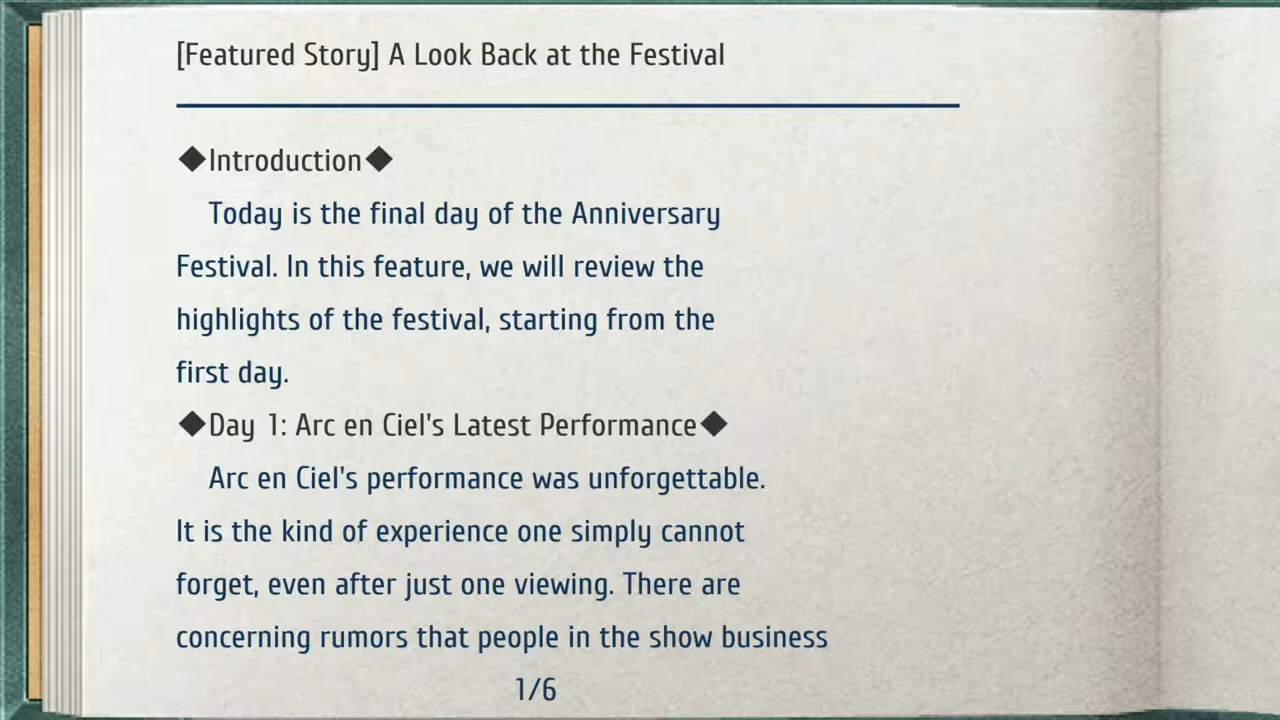 [Featured Story] A Look Back at the Festival
◆Introduction◆
Today is the final day of the Anniversary
Festival. In this feature, we will review the
highlights of the festival, starting from the
first day.
◆Day 1: Arc en Ciel's Latest Performance◆
Arc en Ciel's performance was unforgettable.
It is the kind of experience one simply cannot
forget, even after just one viewing. There are
concerning rumors that people in the show business
1/6